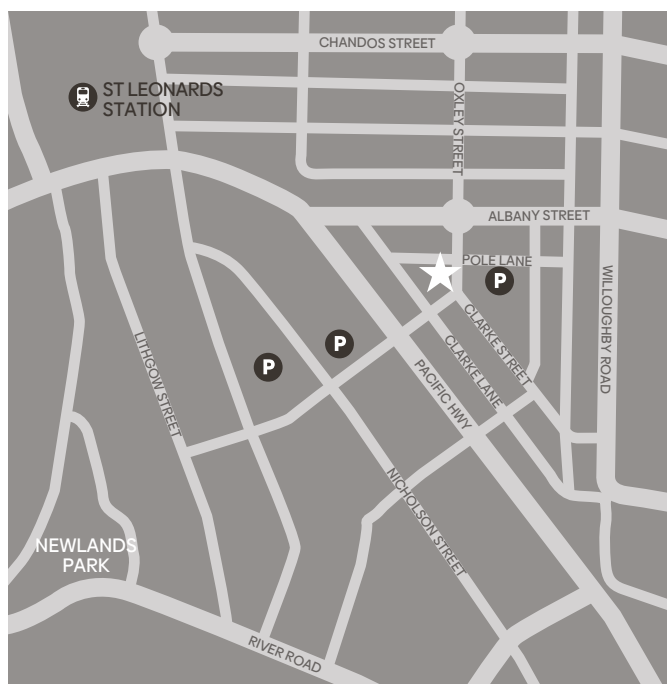 CHANDOS STREET
ST LEONARDS
STATION
OXLEY STREET
ALBANY STREET
POLE LANE
P
WILLOUGHBY ROAD
CLARKE STREET
P
CLARKE LANE
P
LITHGOW STREET
PACIFIC HWY
NICHOLSON STREET
NEWLANDS
PARK
RIVER ROAD